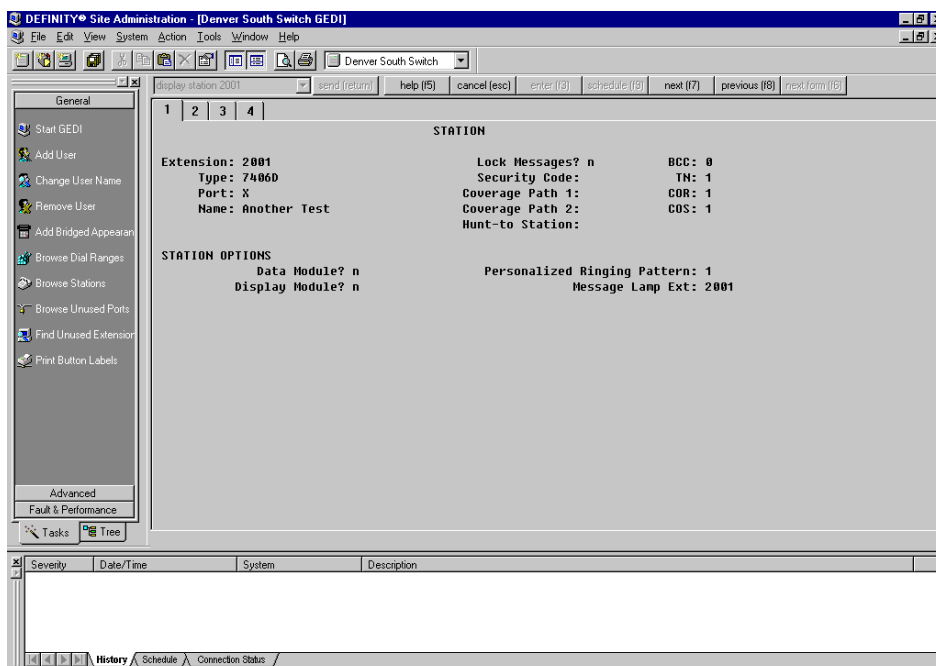 DEFINITY® Site Administration - [Denver South Switch GEDI]
File Edit View System Action Tools Window Help
Denver South Switch
display station 2001 send (return) help (f5) cancel (esc) enter (f3) schedule (f9) next (f7) previous (f8) next form (f6)
General
Start GEDI
Add User
Change User Name
Remove User
Add Bridged Appearan
Browse Dial Ranges
Browse Stations
Browse Unused Ports
Find Unused Extension
Print Button Labels
Advanced
Fault & Performance
Tasks Tree
1 2 3 4
STATION
Extension: 2001 Lock Messages? n BCC: 0
Type: 7406D Security Code: TN: 1
Port: X Coverage Path 1: COR: 1
Name: Another Test Coverage Path 2: COS: 1
Hunt-to Station:
STATION OPTIONS
Data Module? n Personalized Ringing Pattern: 1
Display Module? n Message Lamp Ext: 2001
Severity Date/Time System Description
History Schedule Connection Status